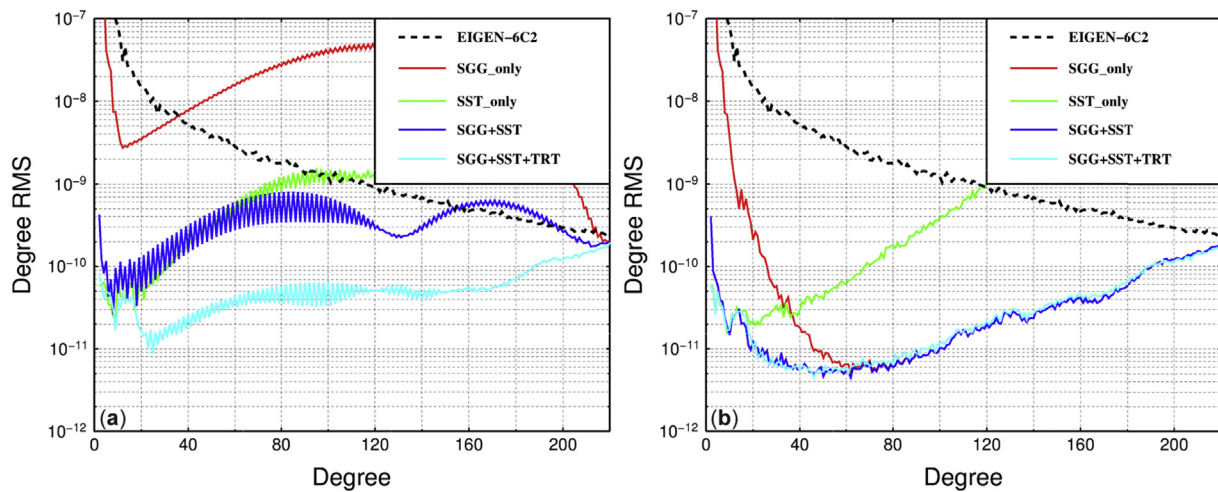 10⁻⁷
10⁻⁸
10⁻⁹
10⁻¹⁰
10⁻¹¹
10⁻¹²
Degree RMS
EIGEN-6C2
SGG_only
SST_only
SGG+SST
SGG+SST+TRT
(a)
0 40 80 120 160 200
Degree
10⁻⁷
10⁻⁸
10⁻⁹
10⁻¹⁰
10⁻¹¹
10⁻¹²
Degree RMS
EIGEN-6C2
SGG_only
SST_only
SGG+SST
SGG+SST+TRT
(b)
0 40 80 120 160 200
Degree